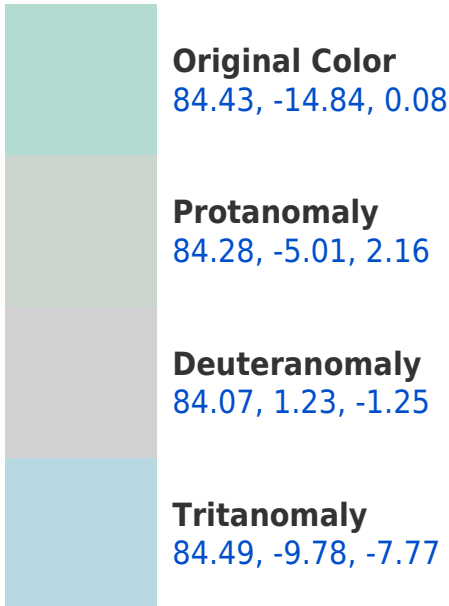 Original Color
84.43, -14.84, 0.08
Protanomaly
84.28, -5.01, 2.16
Deuteranomaly
84.07, 1.23, -1.25
Tritanomaly
84.49, -9.78, -7.77